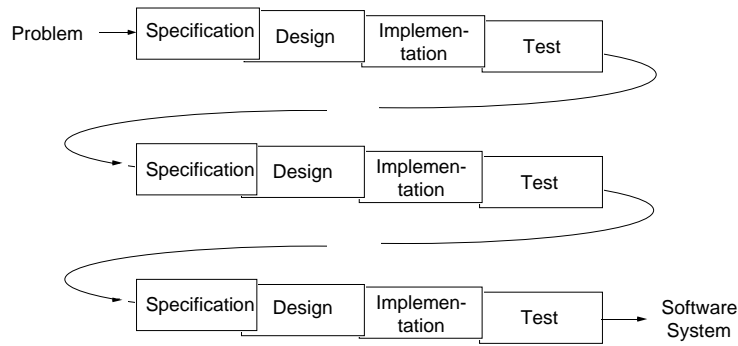 Problem
Specification
Design
Implemen-
tation
Test
Specification
Design
Implemen-
tation
Test
Specification
Design
Implemen-
tation
Test
Software
System